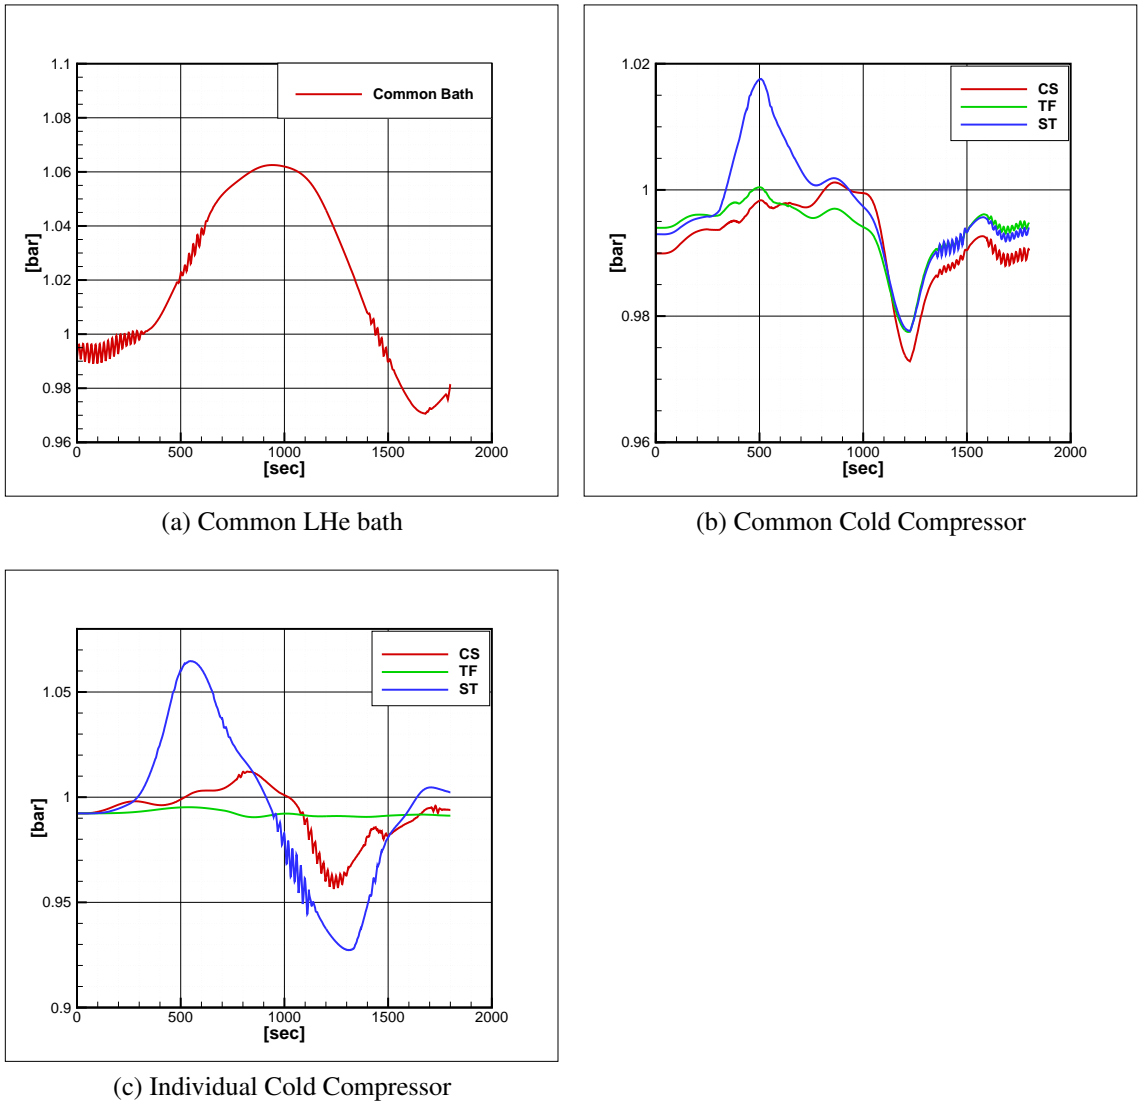 1.1
1.08
1.06
1.04
1.02
1
0.98
0.96
[bar]
0 500 1000 1500 2000
[sec]
Common Bath
(a) Common LHe bath
1.02
1
0.98
0.96
[bar]
0 500 1000 1500 2000
[sec]
CS
TF
ST
(b) Common Cold Compressor
1.05
1
0.95
0.9
[bar]
0 500 1000 1500 2000
[sec]
CS
TF
ST
(c) Individual Cold Compressor